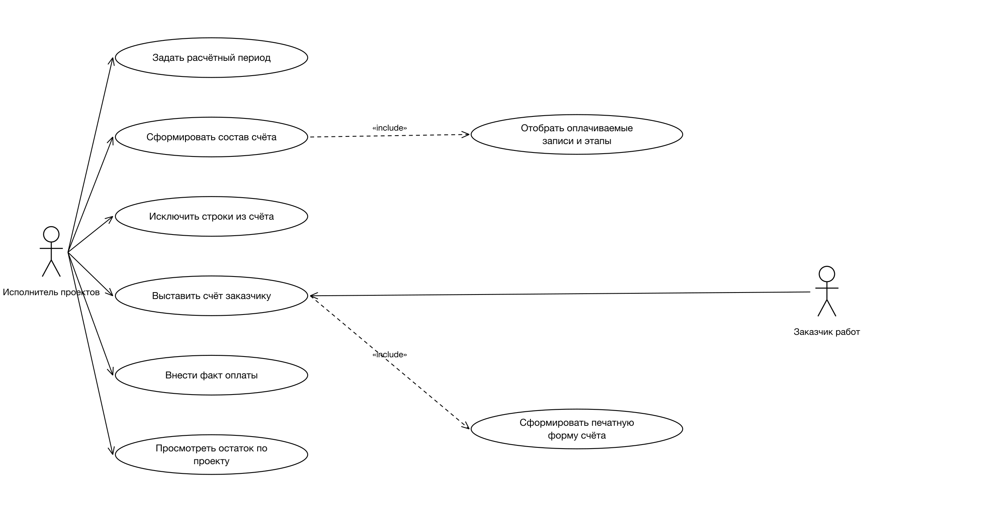 Задать расчётный период
Сформировать состав счёта
«include»
Отобрать оплачиваемые
записи и этапы
Исключить строки из счёта
Исполнитель проектов
Выставить счёт заказчику
Заказчик работ
«include»
Внести факт оплаты
Сформировать печатную
форму счёта
Просмотреть остаток по
проекту